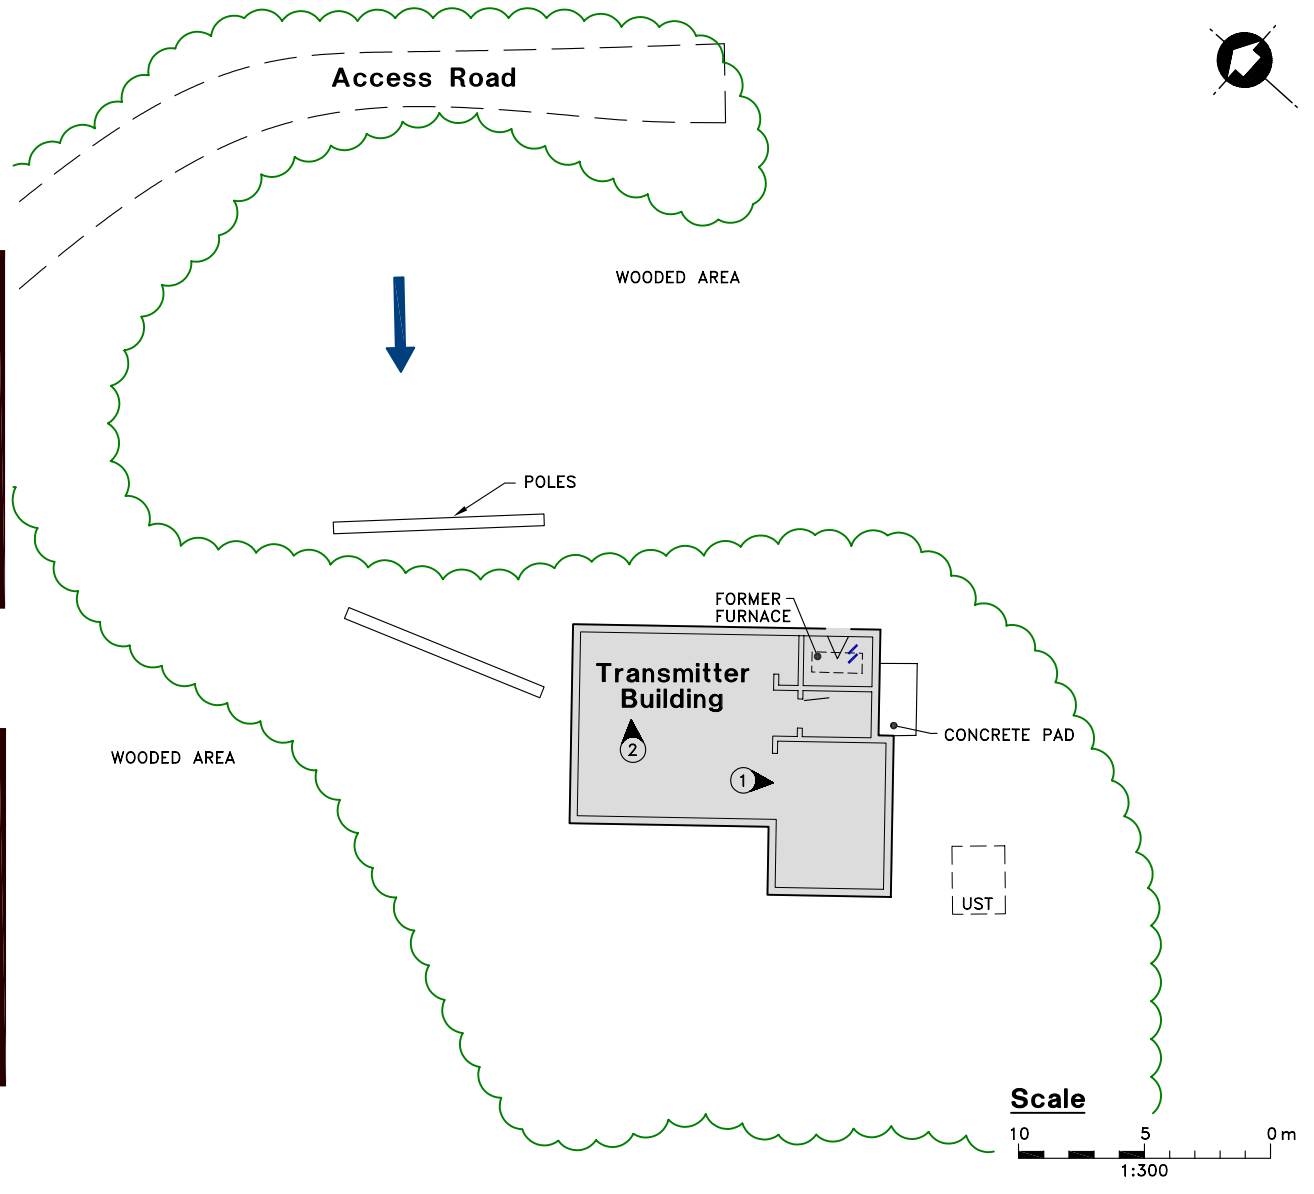 Access Road
WOODED AREA
POLES
FORMER
FURNACE
Transmitter
Building
2
1
CONCRETE PAD
WOODED AREA
UST
Scale
10 5 0 m
1:300